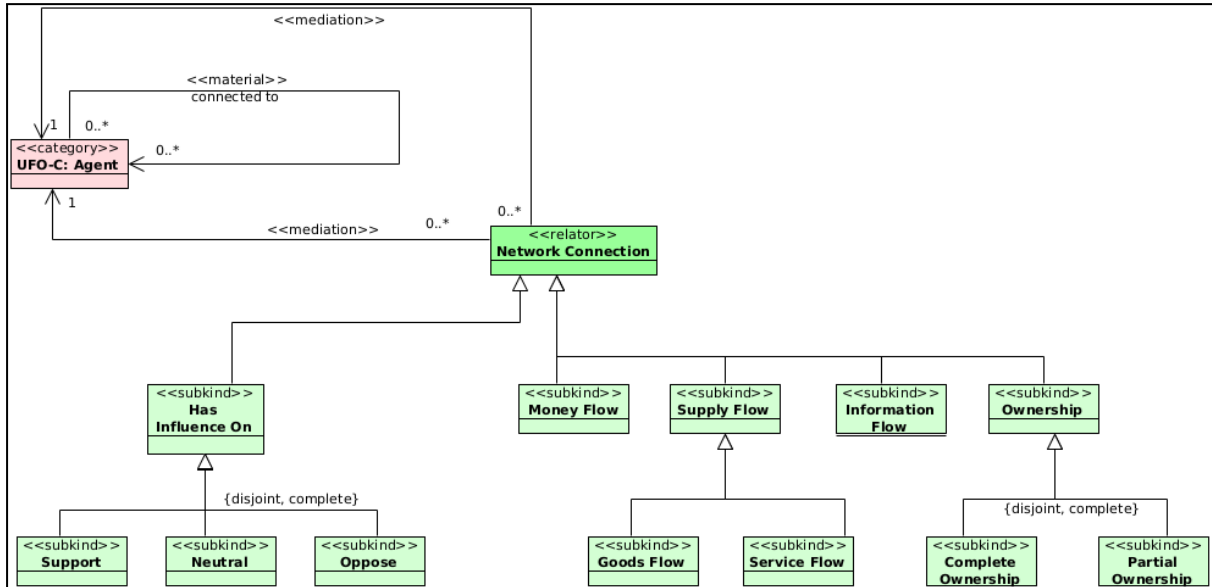 <<mediation>>
<<material>>
connected to
1
0..*
<<category>>
UFO-C: Agent
0..*
1
<<mediation>>
0..*
0..*
<<relator>>
Network Connection
<<subkind>>
Has
Influence On
<<subkind>>
Money Flow
<<subkind>>
Supply Flow
<<subkind>>
Information
Flow
<<subkind>>
Ownership
{disjoint, complete}
{disjoint, complete}
<<subkind>>
Support
<<subkind>>
Neutral
<<subkind>>
Oppose
<<subkind>>
Goods Flow
<<subkind>>
Service Flow
<<subkind>>
Complete
Ownership
<<subkind>>
Partial
Ownership